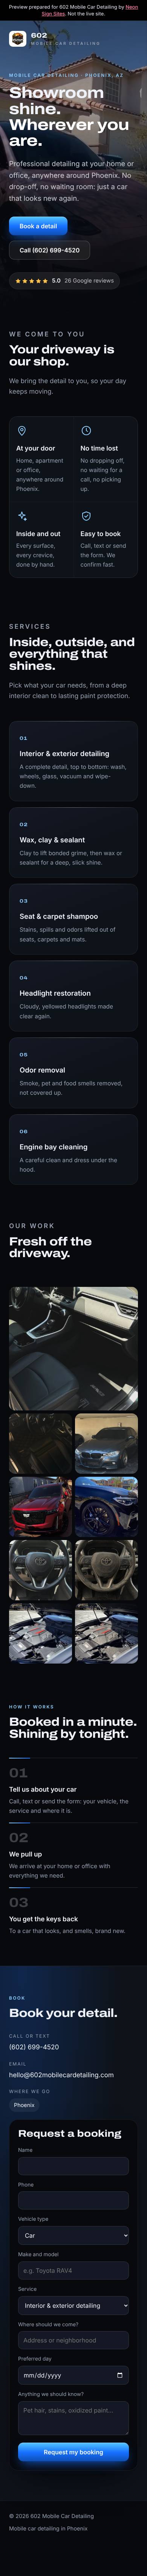 Preview prepared for 602 Mobile Car Detailing by Neon
Sign Sites. Not the live site.
602
MOBILE CAR DETAILING
MOBILE CAR DETAILING · PHOENIX, AZ
Showroom
shine.
Wherever you
are.
Professional detailing at your home or
office, anywhere around Phoenix. No
drop-off, no waiting room: just a car
that looks new again.
Book a detail
Call (602) 699-4520
★★★★★ 5.0 26 Google reviews
WE COME TO YOU
Your driveway is
our shop.
We bring the detail to you, so your day
keeps moving.
At your door
Home, apartment
or office,
anywhere around
Phoenix.
No time lost
No dropping off,
no waiting for a
call, no picking
up.
Inside and out
Every surface,
every crevice,
done by hand.
Easy to book
Call, text or send
the form. We
confirm fast.
SERVICES
Inside, outside, and
everything that
shines.
Pick what your car needs, from a deep
interior clean to lasting paint protection.
01
Interior & exterior detailing
A complete detail, top to bottom: wash,
wheels, glass, vacuum and wipe-
down.
02
Wax, clay & sealant
Clay to lift bonded grime, then wax or
sealant for a deep, slick shine.
03
Seat & carpet shampoo
Stains, spills and odors lifted out of
seats, carpets and mats.
04
Headlight restoration
Cloudy, yellowed headlights made
clear again.
05
Odor removal
Smoke, pet and food smells removed,
not covered up.
06
Engine bay cleaning
A careful clean and dress under the
hood.
OUR WORK
Fresh off the
driveway.
HOW IT WORKS
Booked in a minute.
Shining by tonight.
01
Tell us about your car
Call, text or send the form: your vehicle, the
service and where it is.
02
We pull up
We arrive at your home or office with
everything we need.
03
You get the keys back
To a car that looks, and smells, brand new.
BOOK
Book your detail.
CALL OR TEXT
(602) 699-4520
EMAIL
hello@602mobilecardetailing.com
WHERE WE GO
Phoenix
Request a booking
Name
Phone
Vehicle type
Car
Make and model
e.g. Toyota RAV4
Service
Interior & exterior detailing
Where should we come?
Address or neighborhood
Preferred day
mm/dd/yyyy
Anything we should know?
Pet hair, stains, oxidized paint...
Request my booking
© 2026 602 Mobile Car Detailing
Mobile car detailing in Phoenix